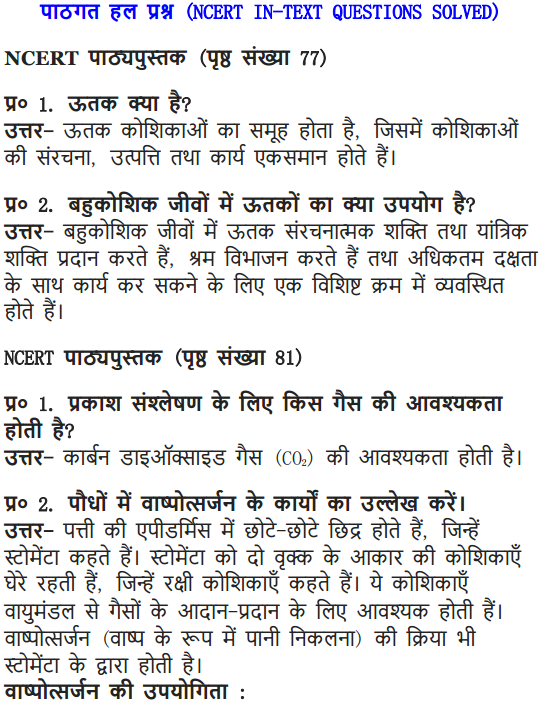 पाठगत हल प्रश्न (NCERT IN-TEXT QUESTIONS SOLVED)
NCERT पाठ्यपुस्तक (पृष्ठ संख्या 77)
प्र० 1. ऊतक क्या है?
उत्तर- ऊतक कोशिकाओं का समूह होता है, जिसमें कोशिकाओं
की संरचना, उत्पत्ति तथा कार्य एकसमान होते हैं।
प्र० 2. बहुकोशिक जीवों में ऊतकों का क्या उपयोग है?
उत्तर- बहुकोशिक जीवों में ऊतक संरचनात्मक शक्ति तथा यांत्रिक
शक्ति प्रदान करते हैं, श्रम विभाजन करते हैं तथा अधिकतम दक्षता
के साथ कार्य कर सकने के लिए एक विशिष्ट क्रम में व्यवस्थित
होते हैं।
NCERT पाठ्यपुस्तक (पृष्ठ संख्या 81)
प्र० 1. प्रकाश संश्लेषण के लिए किस गैस की आवश्यकता
होती है?
उत्तर- कार्बन डाइऑक्साइड गैस (CO₂) की आवश्यकता होती है।
प्र० 2. पौधों में वाष्पोत्सर्जन के कार्यों का उल्लेख करें।
उत्तर- पत्ती की एपीडर्मिस में छोटे-छोटे छिद्र होते हैं, जिन्हें
स्टोमेंटा कहते हैं। स्टोमेंटा को दो वृक्क के आकार की कोशिकाएँ
घेरे रहती हैं, जिन्हें रक्षी कोशिकाएँ कहते हैं। ये कोशिकाएँ
वायुमंडल से गैसों के आदान-प्रदान के लिए आवश्यक होती हैं।
वाष्पोत्सर्जन (वाष्प के रूप में पानी निकलना) की क्रिया भी
स्टोमेंटा के द्वारा होती है।
वाष्पोत्सर्जन की उपयोगिता :